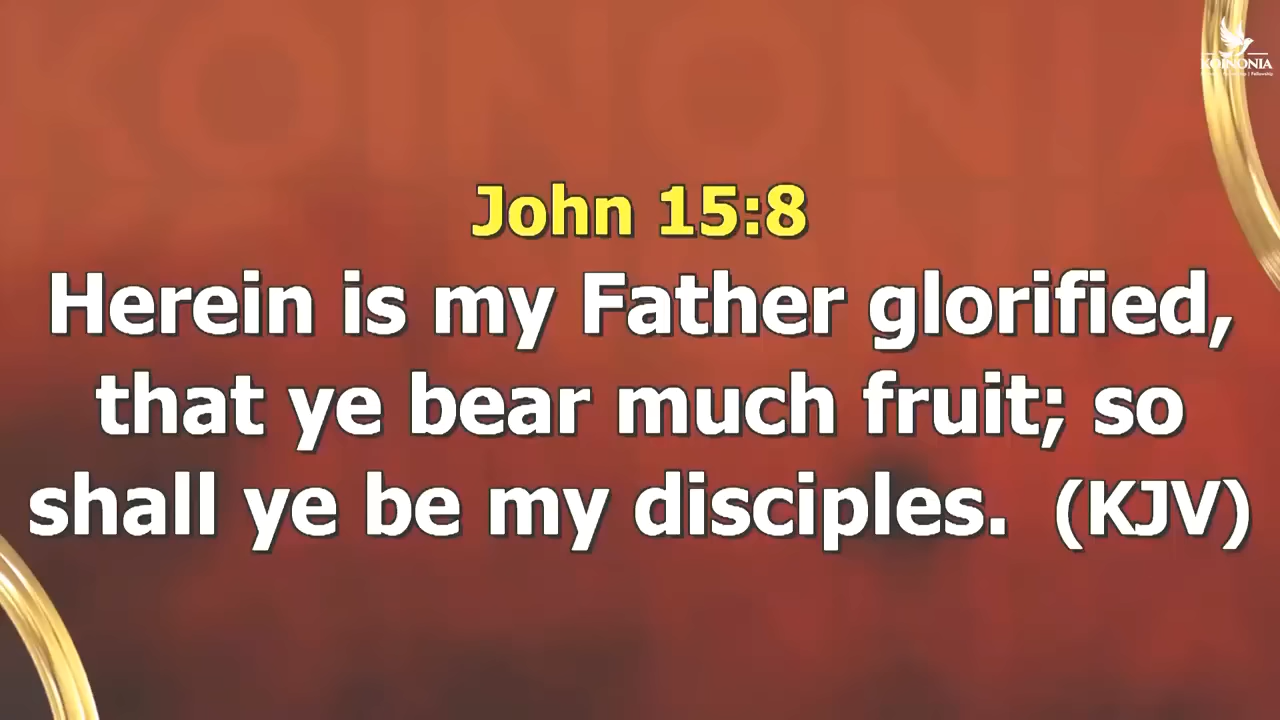 KOINONIA
KOINONIA
John 15:8
Herein is my Father glorified,
that ye bear much fruit; so
shall ye be my disciples. (KJV)